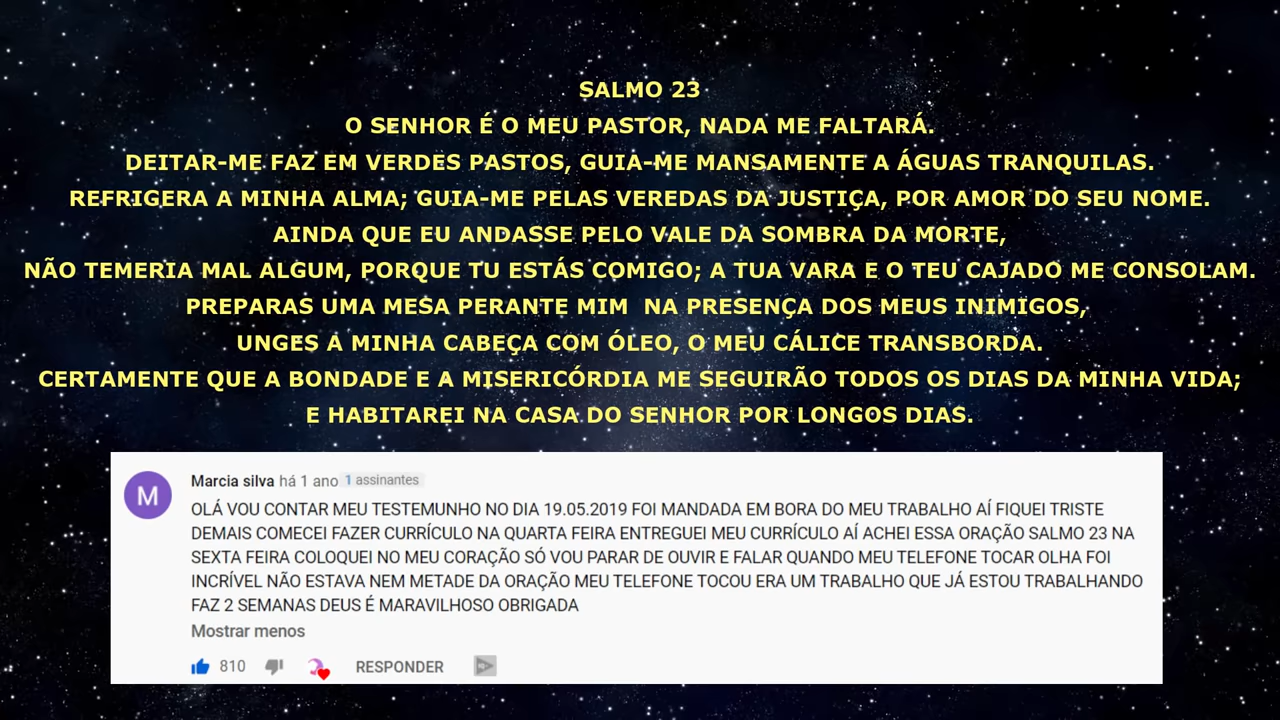 SALMO 23
O SENHOR É O MEU PASTOR, NADA ME FALTARÁ.
DEITAR-ME FAZ EM VERDES PASTOS, GUIA-ME MANSAMENTE A ÁGUAS TRANQUILAS.
REFRIGERA A MINHA ALMA; GUIA-ME PELAS VEREDAS DA JUSTIÇA, POR AMOR DO SEU NOME.
AINDA QUE EU ANDASSE PELO VALE DA SOMBRA DA MORTE,
NÃO TEMERIA MAL ALGUM, PORQUE TU ESTÁS COMIGO; A TUA VARA E O TEU CAJADO ME CONSOLAM.
PREPARAS UMA MESA PERANTE MIM  NA PRESENÇA DOS MEUS INIMIGOS,
UNGES A MINHA CABEÇA COM ÓLEO, O MEU CÁLICE TRANSBORDA.
CERTAMENTE QUE A BONDADE E A MISERICÓRDIA ME SEGUIRÃO TODOS OS DIAS DA MINHA VIDA;
E HABITAREI NA CASA DO SENHOR POR LONGOS DIAS.
M
Marcia silva há 1 ano 1 assinantes
OLÁ VOU CONTAR MEU TESTEMUNHO NO DIA 19.05.2019 FOI MANDADA EM BORA DO MEU TRABALHO AÍ FIQUEI TRISTE
DEMAIS COMECEI FAZER CURRÍCULO NA QUARTA FEIRA ENTREGUEI MEU CURRÍCULO AÍ ACHEI ESSA ORAÇÃO SALMO 23 NA
SEXTA FEIRA COLOQUEI NO MEU CORAÇÃO SÓ VOU PARAR DE OUVIR E FALAR QUANDO MEU TELEFONE TOCAR OLHA FOI
INCRÍVEL NÃO ESTAVA NEM METADE DA ORAÇÃO MEU TELEFONE TOCOU ERA UM TRABALHO QUE JÁ ESTOU TRABALHANDO
FAZ 2 SEMANAS DEUS É MARAVILHOSO OBRIGADA
Mostrar menos
810 RESPONDER